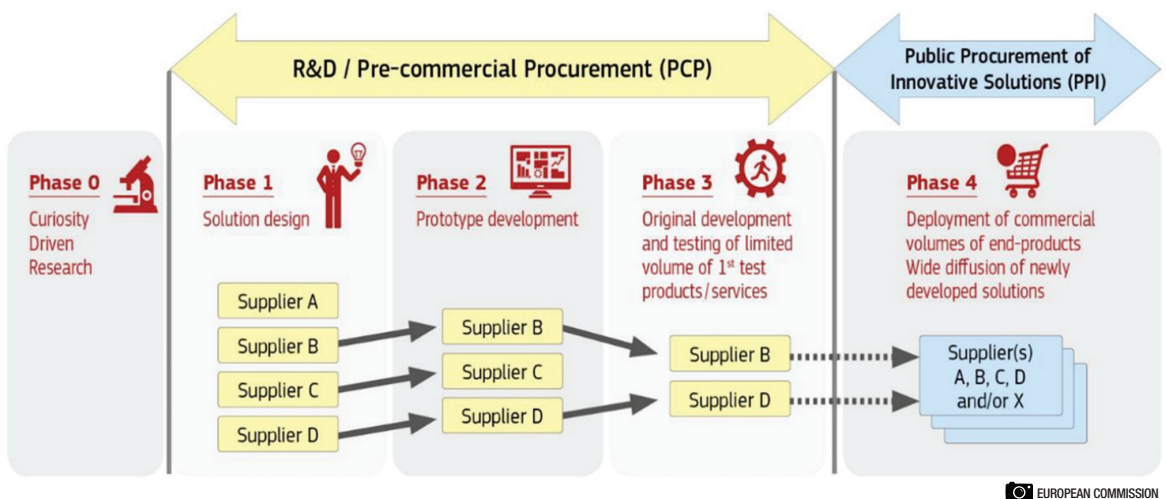 R&D / Pre-commercial Procurement (PCP)
Public Procurement of
Innovative Solutions (PPI)
Phase 0
Curiosity
Driven
Research
Phase 1
Solution design
Supplier A
Supplier B
Supplier C
Supplier D
Phase 2
Prototype development
Supplier B
Supplier C
Supplier D
Phase 3
Original development
and testing of limited
volume of 1st test
products/services
Supplier B
Supplier D
Phase 4
Deployment of commercial
volumes of end-products
Wide diffusion of newly
developed solutions
Supplier(s)
A, B, C, D
and/or X
EUROPEAN COMMISSION